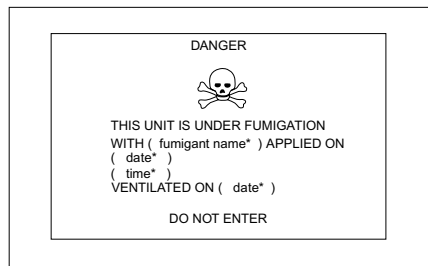 DANGER
THIS UNIT IS UNDER FUMIGATION
WITH ( fumigant name* ) APPLIED ON
( date* )
( time* )
VENTILATED ON ( date* )
DO NOT ENTER